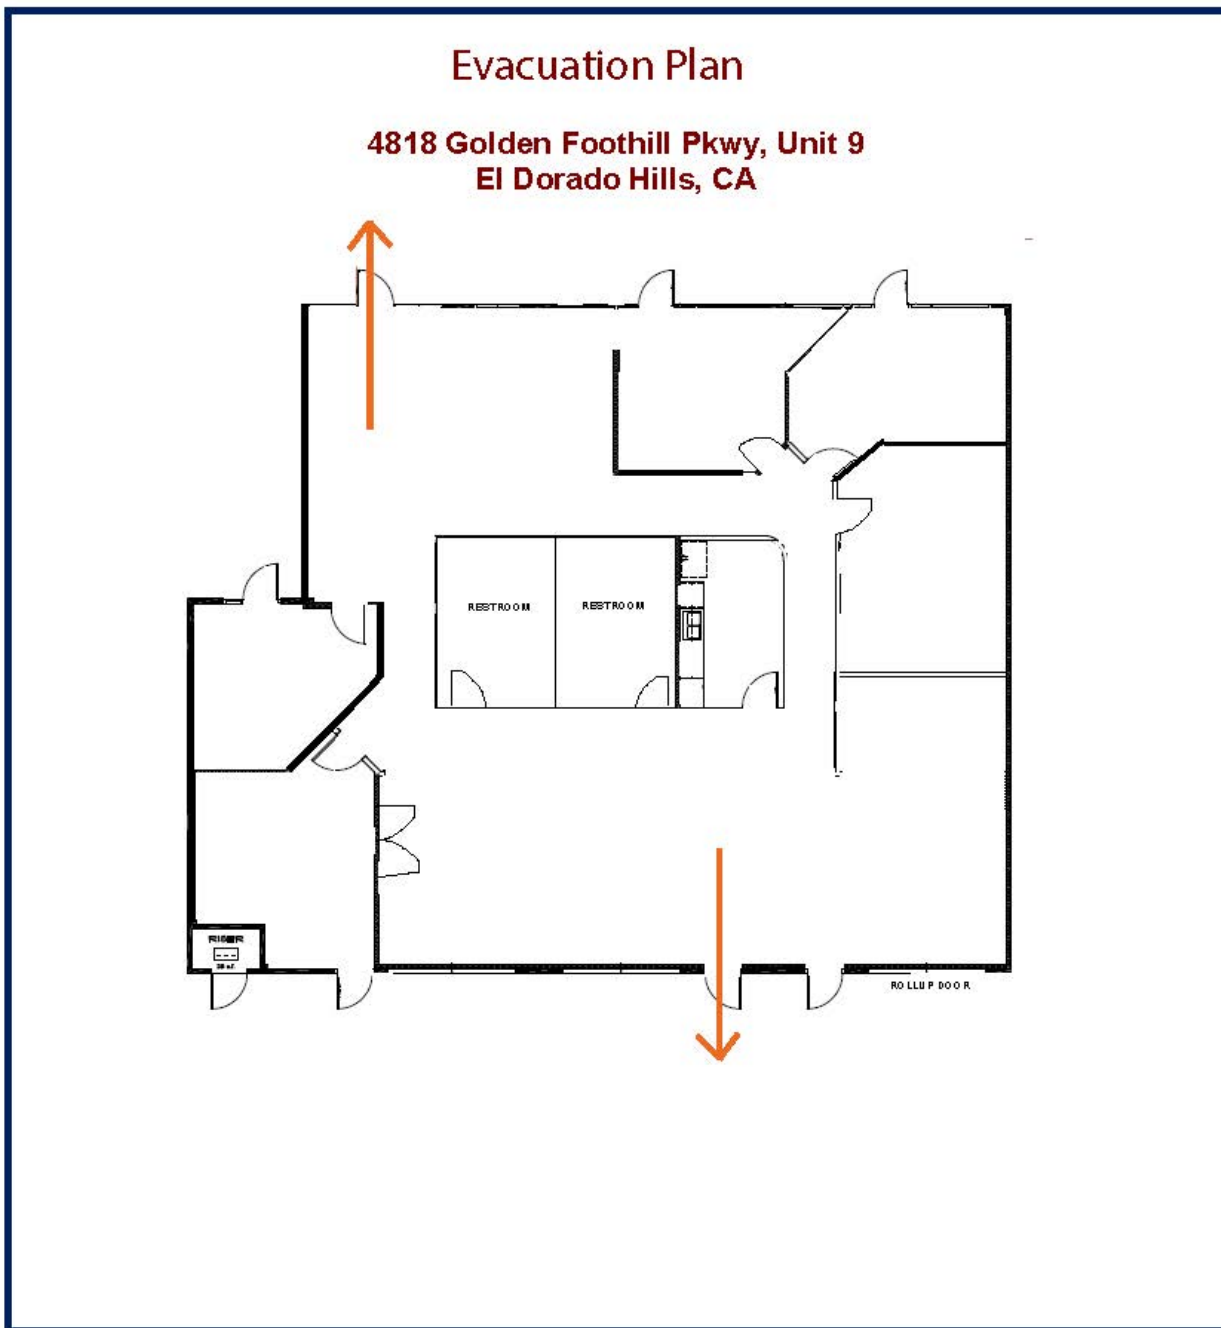 Evacuation Plan
4818 Golden Foothill Pkwy, Unit 9
El Dorado Hills, CA
RESTROOM
RESTROOM
RISER
ROLLUP DOOR